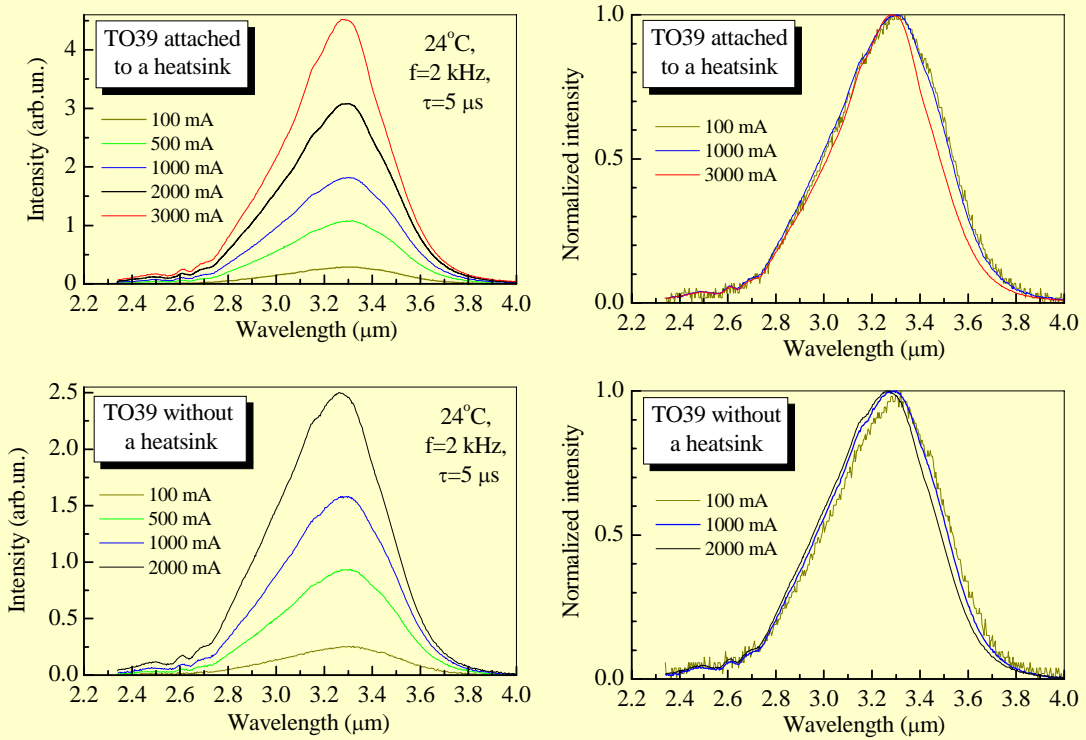 TO39 attached
to a heatsink
24°C,
f=2 kHz,
τ=5 μs
100 mA
500 mA
1000 mA
2000 mA
3000 mA
Intensity (arb.un.)
4
3
2
1
0
2.2 2.4 2.6 2.8 3.0 3.2 3.4 3.6 3.8 4.0
Wavelength (μm)
TO39 attached
to a heatsink
100 mA
1000 mA
3000 mA
Normalized intensity
1.0
0.5
0.0
2.2 2.4 2.6 2.8 3.0 3.2 3.4 3.6 3.8 4.0
Wavelength (μm)
TO39 without
a heatsink
24°C,
f=2 kHz,
τ=5 μs
100 mA
500 mA
1000 mA
2000 mA
Intensity (arb.un.)
2.5
2.0
1.5
1.0
0.5
0.0
2.2 2.4 2.6 2.8 3.0 3.2 3.4 3.6 3.8 4.0
Wavelength (μm)
TO39 without
a heatsink
100 mA
1000 mA
2000 mA
Normalized intensity
1.0
0.5
0.0
2.2 2.4 2.6 2.8 3.0 3.2 3.4 3.6 3.8 4.0
Wavelength (μm)